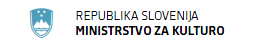 REPUBLIKA SLOVENIJA
MINISTRSTVO ZA KULTURO